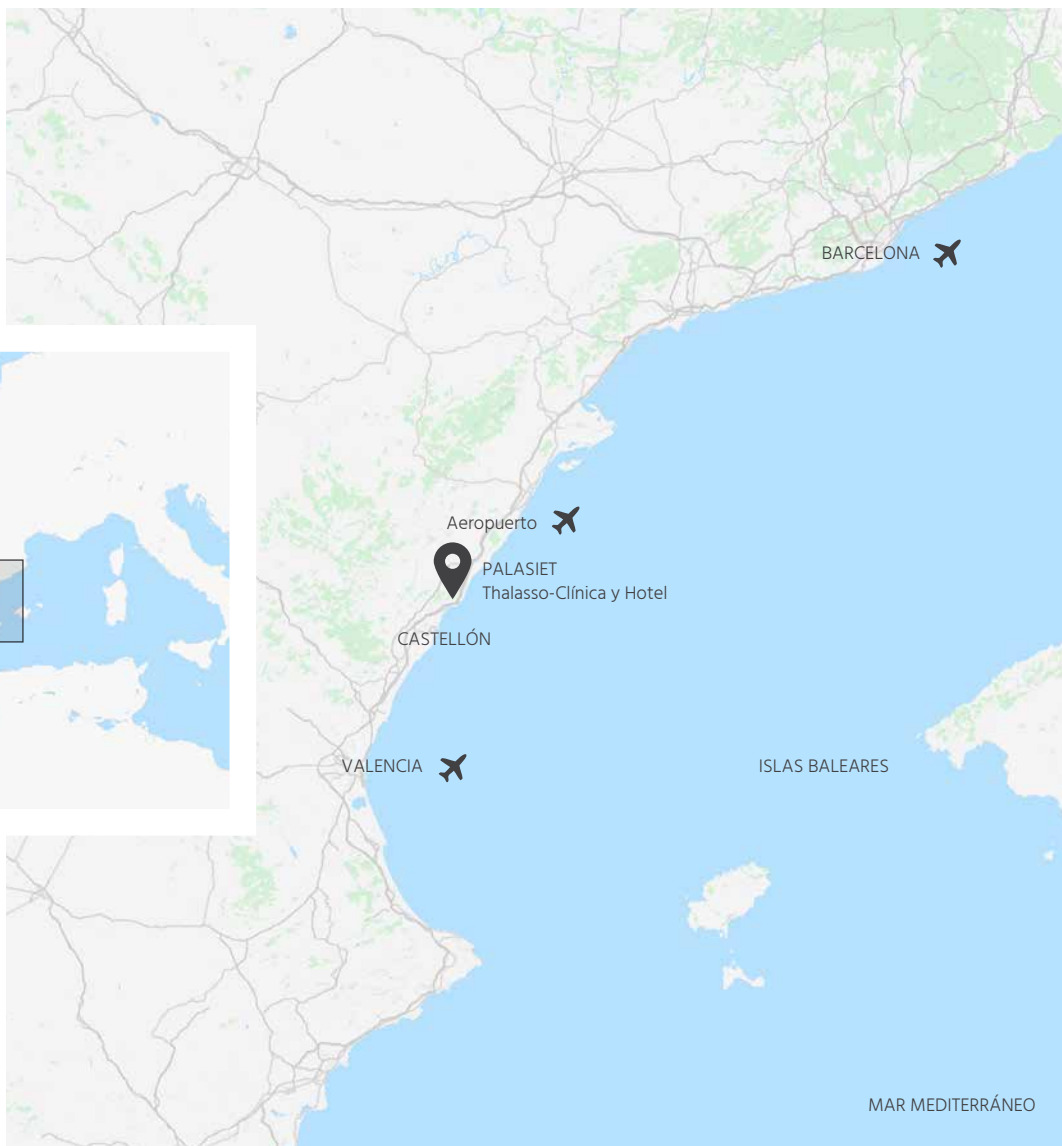 BARCELONA
Aeropuerto
PALASIET
Thalasso-Clínica y Hotel
CASTELLÓN
VALENCIA
ISLAS BALEARES
MAR MEDITERRÁNEO